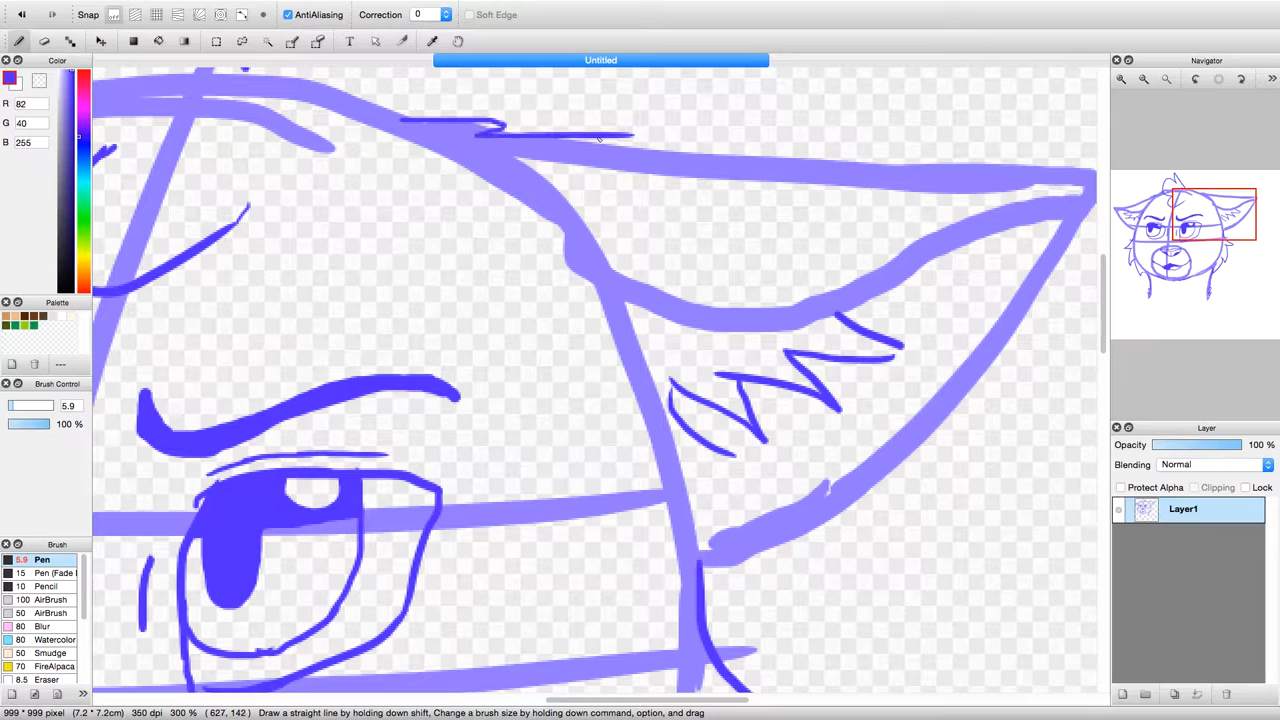 Snap off AntiAliasing Correction 0 Soft Edge
Color
Untitled
Navigator
R 82
G 40
B 255
Palette
---
Brush Control
5.9
100 %
Brush
5.9 Pen
15 Pen (Fade
10 Pencil
100 AirBrush
50 AirBrush
80 Blur
80 Watercolor
50 Smudge
70 FireAlpaca
8.5 Eraser
Layer
Opacity 100 %
Blending Normal
Protect Alpha Clipping Lock
Layer1
999 * 999 pixel (7.2 * 7.2cm) 350 dpi 300 % ( 627, 142 ) Draw a straight line by holding down shift, Change a brush size by holding down command, option, and drag